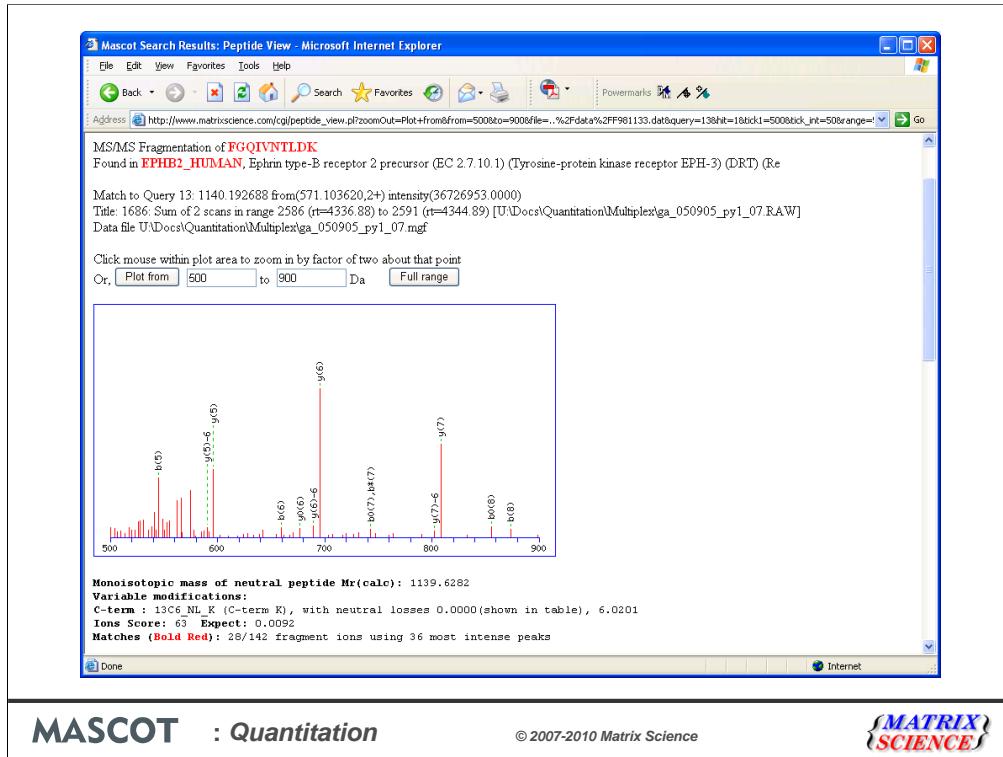 Mascot Search Results: Peptide View - Microsoft Internet Explorer
File Edit View Favorites Tools Help
Back Search Favorites Powermarks
Address http://www.matrixscience.com/cgi/peptide_view.pl?zoomOut=Plot+from&from=500&to=900&file=..%2Fdata%2FF981133.dat&query=13&hit=1&tick1=500&tick_int=50&range= Go
MS/MS Fragmentation of FGQIVNTLDK
Found in EPHB2_HUMAN, Ephrin type-B receptor 2 precursor (EC 2.7.10.1) (Tyrosine-protein kinase receptor EPH-3) (DRT) (Re
Match to Query 13: 1140.192688 from(571.103620,2+) intensity(36726953.0000)
Title: 1686: Sum of 2 scans in range 2586 (rt=4336.88) to 2591 (rt=4344.89) [U:\Docs\Quantitation\Multiplex\ga_050905_py1_07.RAW]
Data file U:\Docs\Quantitation\Multiplex\ga_050905_py1_07.mgf
Click mouse within plot area to zoom in by factor of two about that point
Or, Plot from 500 to 900 Da Full range
b(5)
y(5)-6
y(5)
b(6)
y0(6)
y(6)-6
y(6)
b0(7),b*(7)
y(7)-6
y(7)
b0(8)
b(8)
500 600 700 800 900
Monoisotopic mass of neutral peptide Mr(calc): 1139.6282
Variable modifications:
C-term : 13C6_NL_K (C-term K), with neutral losses 0.0000(shown in table), 6.0201
Ions Score: 63 Expect: 0.0092
Matches (Bold Red): 28/142 fragment ions using 36 most intense peaks
Done Internet
MASCOT : Quantitation © 2007-2010 Matrix Science {MATRIX}
{SCIENCE}